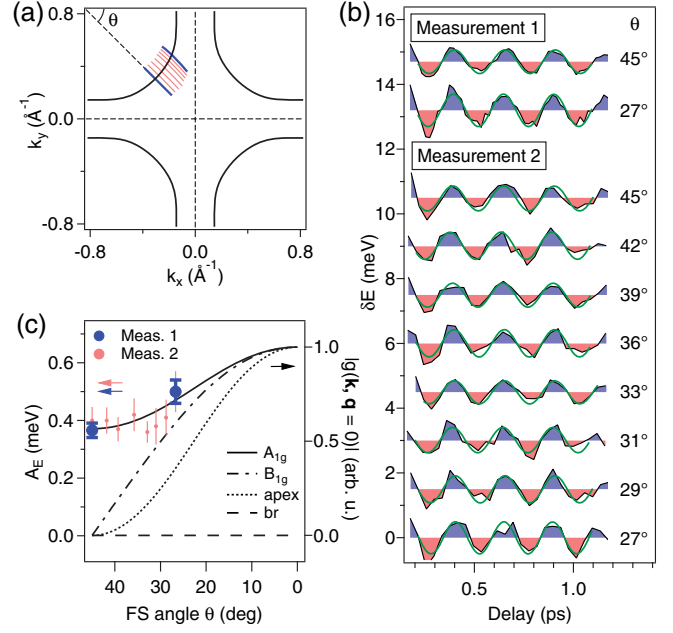 (a)
θ
0.8
0.0
-0.8
k_y (Å⁻¹)
-0.8
0.0
0.8
k_x (Å⁻¹)
(b)
Measurement 1
θ
16
14
12
10
8
6
4
2
0
δE (meV)
45°
27°
Measurement 2
45°
42°
39°
36°
33°
31°
29°
27°
0.5
1.0
Delay (ps)
(c)
Meas. 1
Meas. 2
0.6
0.4
0.2
0.0
A_E (meV)
1.0
0.5
0.0
|g(k, q = 0)| (arb. u.)
A₁g
B₁g
apex
br
40
30
20
10
0
FS angle θ (deg)